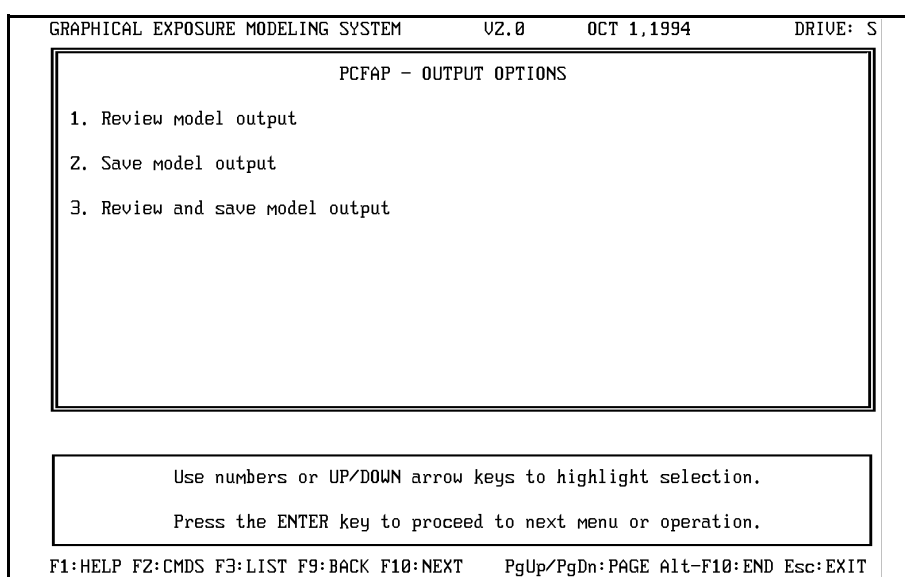 GRAPHICAL EXPOSURE MODELING SYSTEM V2.0 OCT 1,1994 DRIVE: S
PCFAP - OUTPUT OPTIONS
1. Review model output
2. Save model output
3. Review and save model output
Use numbers or UP/DOWN arrow keys to highlight selection.
Press the ENTER key to proceed to next menu or operation.
F1:HELP F2:CMDS F3:LIST F9:BACK F10:NEXT PgUp/PgDn:PAGE Alt-F10:END Esc:EXIT